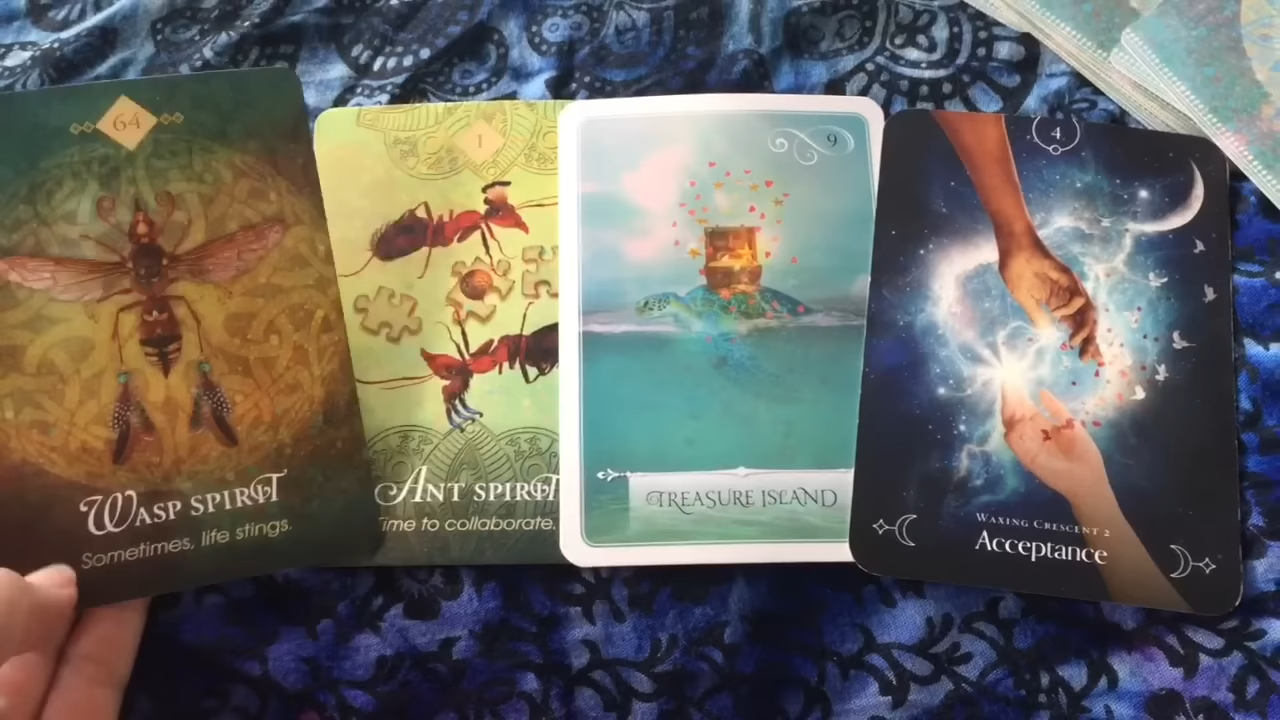 64
WASP SPIRIT
Sometimes, life stings.
1
ANT SPIRIT
Time to collaborate.
9
TREASURE ISLAND
4
WAXING CRESCENT 2
Acceptance